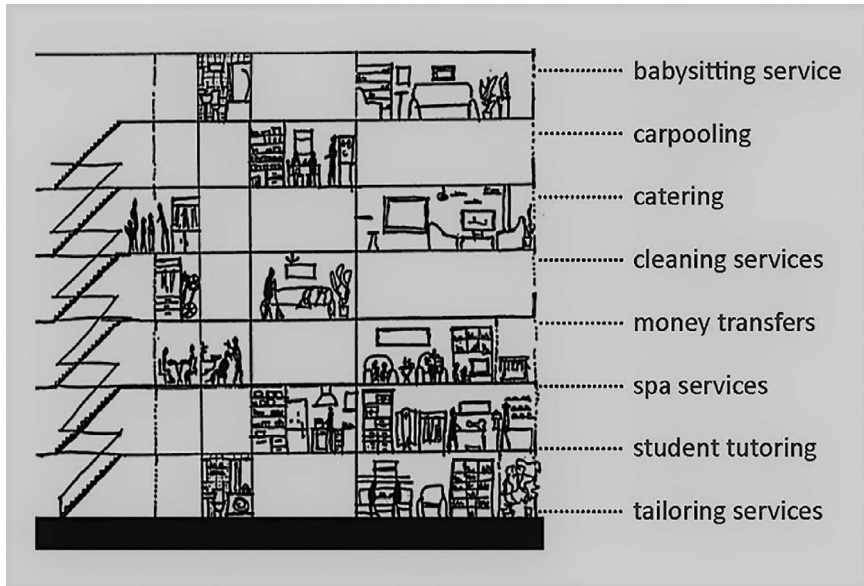 babysitting service
carpooling
catering
cleaning services
money transfers
spa services
student tutoring
tailoring services